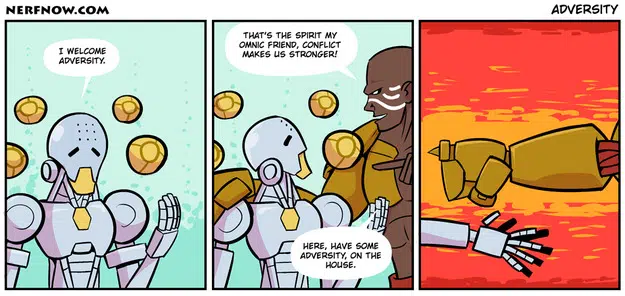 NERFNOW.COM
ADVERSITY
I WELCOME
ADVERSITY.
THAT'S THE SPIRIT MY
OMNIC FRIEND, CONFLICT
MAKES US STRONGER!
HERE, HAVE SOME
ADVERSITY, ON THE
HOUSE.